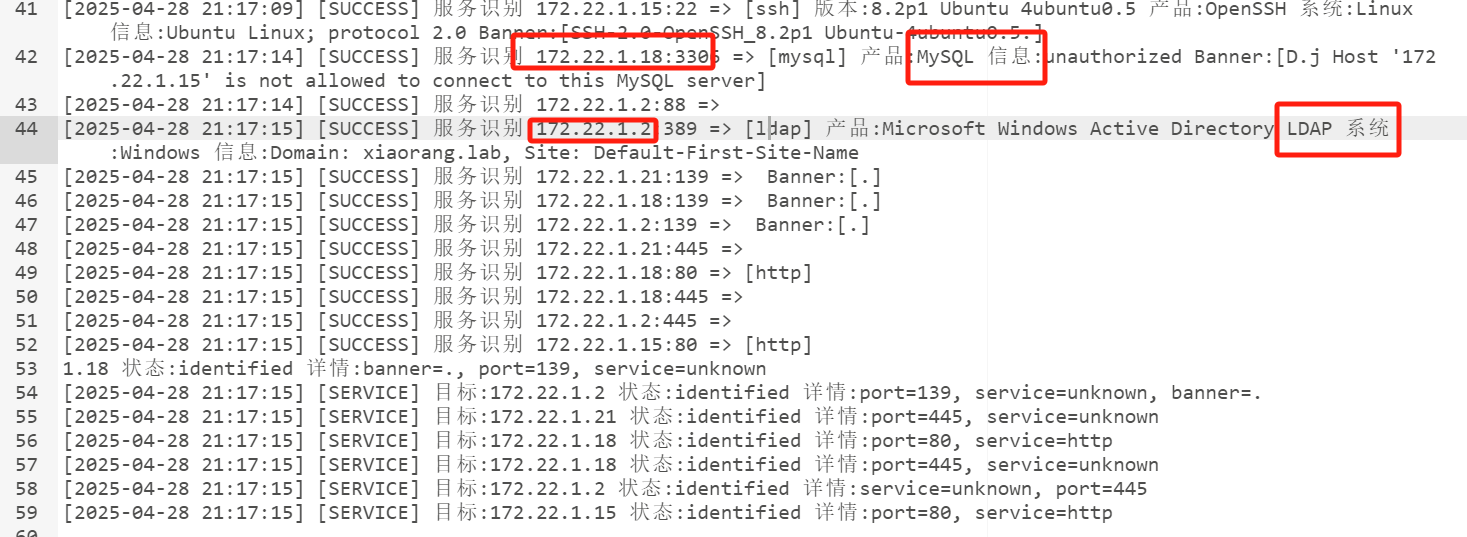 41 [2025-04-28 21:17:09] [SUCCESS] 服务识别 172.22.1.15:22 => [ssh] 版本:8.2p1 Ubuntu 4ubuntu0.5 产品:OpenSSH 系统:Linux
信息:Ubuntu Linux; protocol 2.0 Banner:[SSH-2.0-OpenSSH_8.2p1 Ubuntu-4ubuntu0.5.]
42 [2025-04-28 21:17:14] [SUCCESS] 服务识别 172.22.1.18:3306 => [mysql] 产品:MySQL 信息:unauthorized Banner:[D.j Host '172
.22.1.15' is not allowed to connect to this MySQL server]
43 [2025-04-28 21:17:14] [SUCCESS] 服务识别 172.22.1.2:88 =>
44 [2025-04-28 21:17:15] [SUCCESS] 服务识别 172.22.1.2:389 => [ldap] 产品:Microsoft Windows Active Directory LDAP 系统
:Windows 信息:Domain: xiaorang.lab, Site: Default-First-Site-Name
45 [2025-04-28 21:17:15] [SUCCESS] 服务识别 172.22.1.21:139 =>  Banner:[.]
46 [2025-04-28 21:17:15] [SUCCESS] 服务识别 172.22.1.18:139 =>  Banner:[.]
47 [2025-04-28 21:17:15] [SUCCESS] 服务识别 172.22.1.2:139 =>  Banner:[.]
48 [2025-04-28 21:17:15] [SUCCESS] 服务识别 172.22.1.21:445 =>
49 [2025-04-28 21:17:15] [SUCCESS] 服务识别 172.22.1.18:80 => [http]
50 [2025-04-28 21:17:15] [SUCCESS] 服务识别 172.22.1.18:445 =>
51 [2025-04-28 21:17:15] [SUCCESS] 服务识别 172.22.1.2:445 =>
52 [2025-04-28 21:17:15] [SUCCESS] 服务识别 172.22.1.15:80 => [http]
53 1.18 状态:identified 详情:banner=., port=139, service=unknown
54 [2025-04-28 21:17:15] [SERVICE] 目标:172.22.1.2 状态:identified 详情:port=139, service=unknown, banner=.
55 [2025-04-28 21:17:15] [SERVICE] 目标:172.22.1.21 状态:identified 详情:port=445, service=unknown
56 [2025-04-28 21:17:15] [SERVICE] 目标:172.22.1.18 状态:identified 详情:port=80, service=http
57 [2025-04-28 21:17:15] [SERVICE] 目标:172.22.1.18 状态:identified 详情:port=445, service=unknown
58 [2025-04-28 21:17:15] [SERVICE] 目标:172.22.1.2 状态:identified 详情:service=unknown, port=445
59 [2025-04-28 21:17:15] [SERVICE] 目标:172.22.1.15 状态:identified 详情:port=80, service=http
60